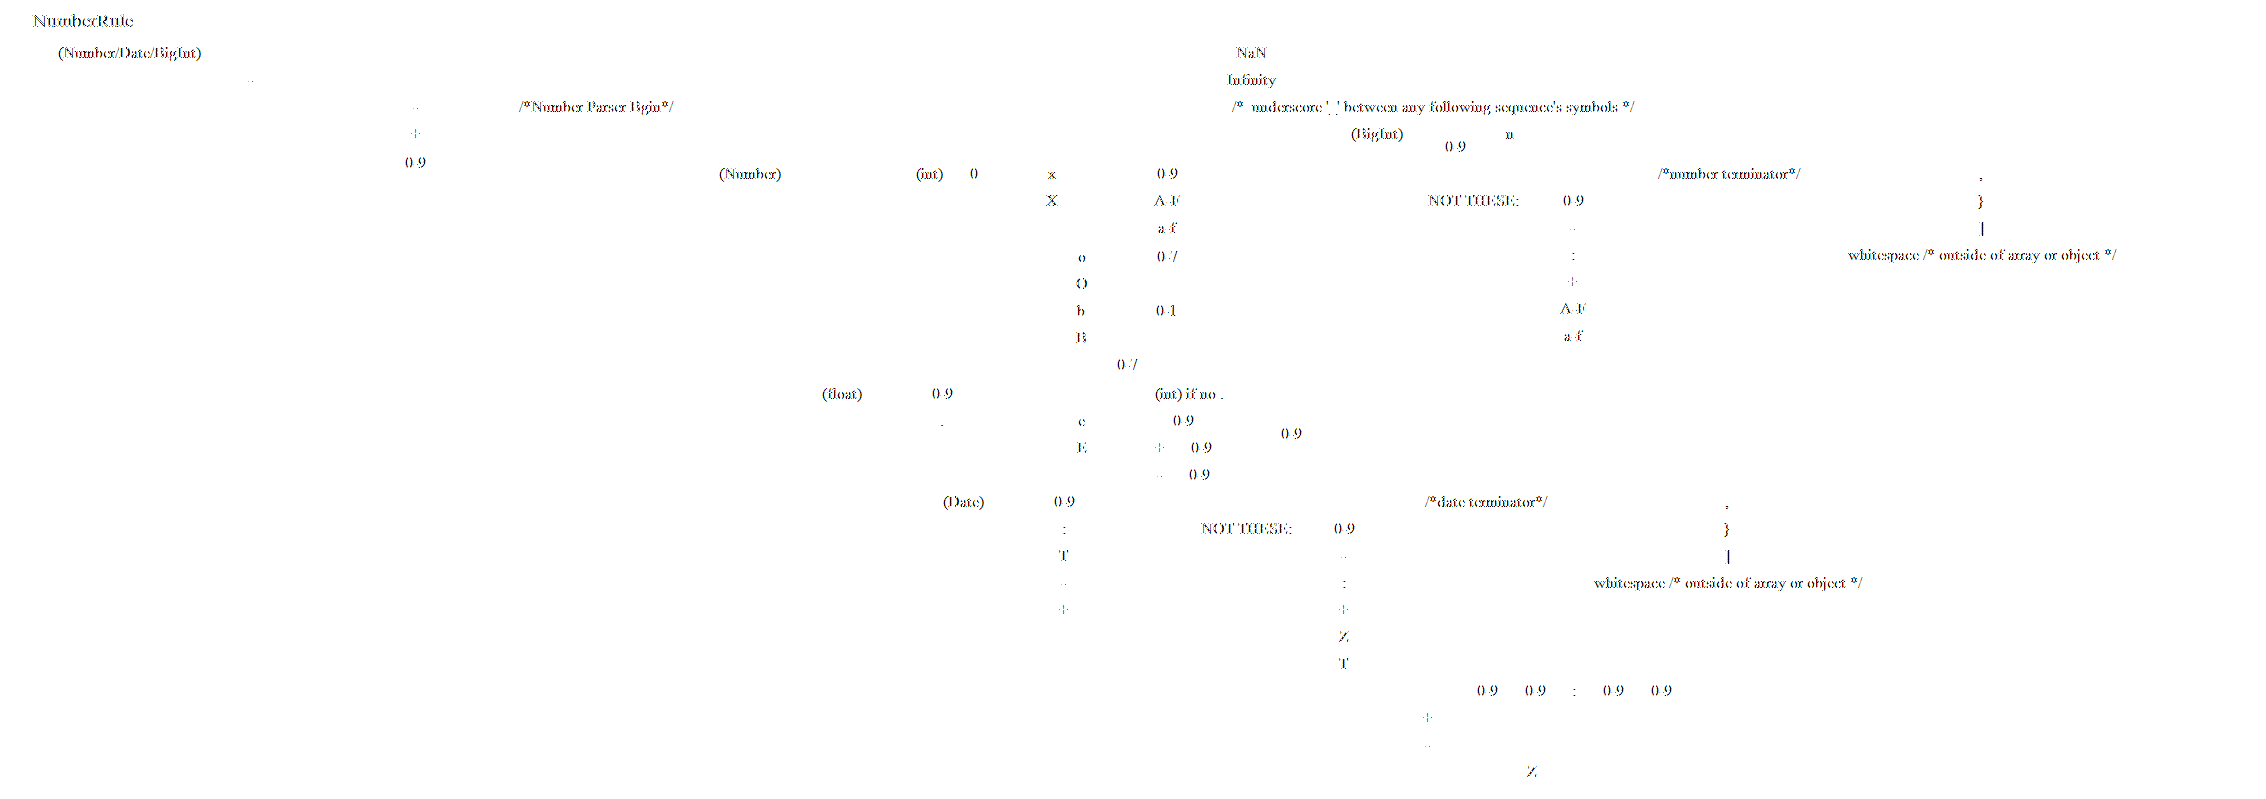 NumberRule
(Number/Date/BigInt) NaN
- Infinity
- /*Number Parser Bgin*/ /* underscore '_' between any following sequence's symbols */
+ (BigInt) n
0-9
0-9
(Number) (int) 0 x 0-9 /*number terminator*/ ,
X A-F NOT THESE: 0-9 }
a-f - ]
o 0-7 : whitespace /* outside of array or object */
O +
b 0-1 A-F
B a-f
0-7
(float) 0-9 (int) if no .
. e 0-9
0-9
E + 0-9
- 0-9
(Date) 0-9 /*date terminator*/ ,
: NOT THESE: 0-9 }
T - ]
- : whitespace /* outside of array or object */
+ +
Z
T
0-9 0-9 : 0-9 0-9
+
-
Z